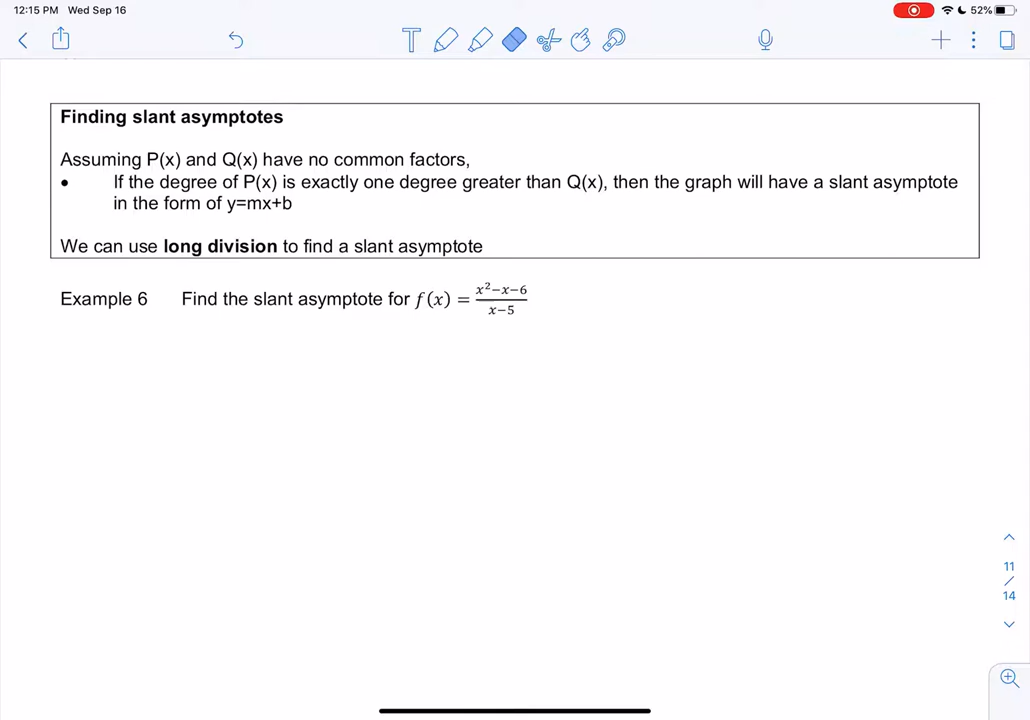 12:15 PM Wed Sep 16
52%
T
Finding slant asymptotes
Assuming P(x) and Q(x) have no common factors,
• If the degree of P(x) is exactly one degree greater than Q(x), then the graph will have a slant asymptote
in the form of y=mx+b
We can use long division to find a slant asymptote
Example 6 Find the slant asymptote for f(x) = (x²−x−6)/(x−5)
11
/
14